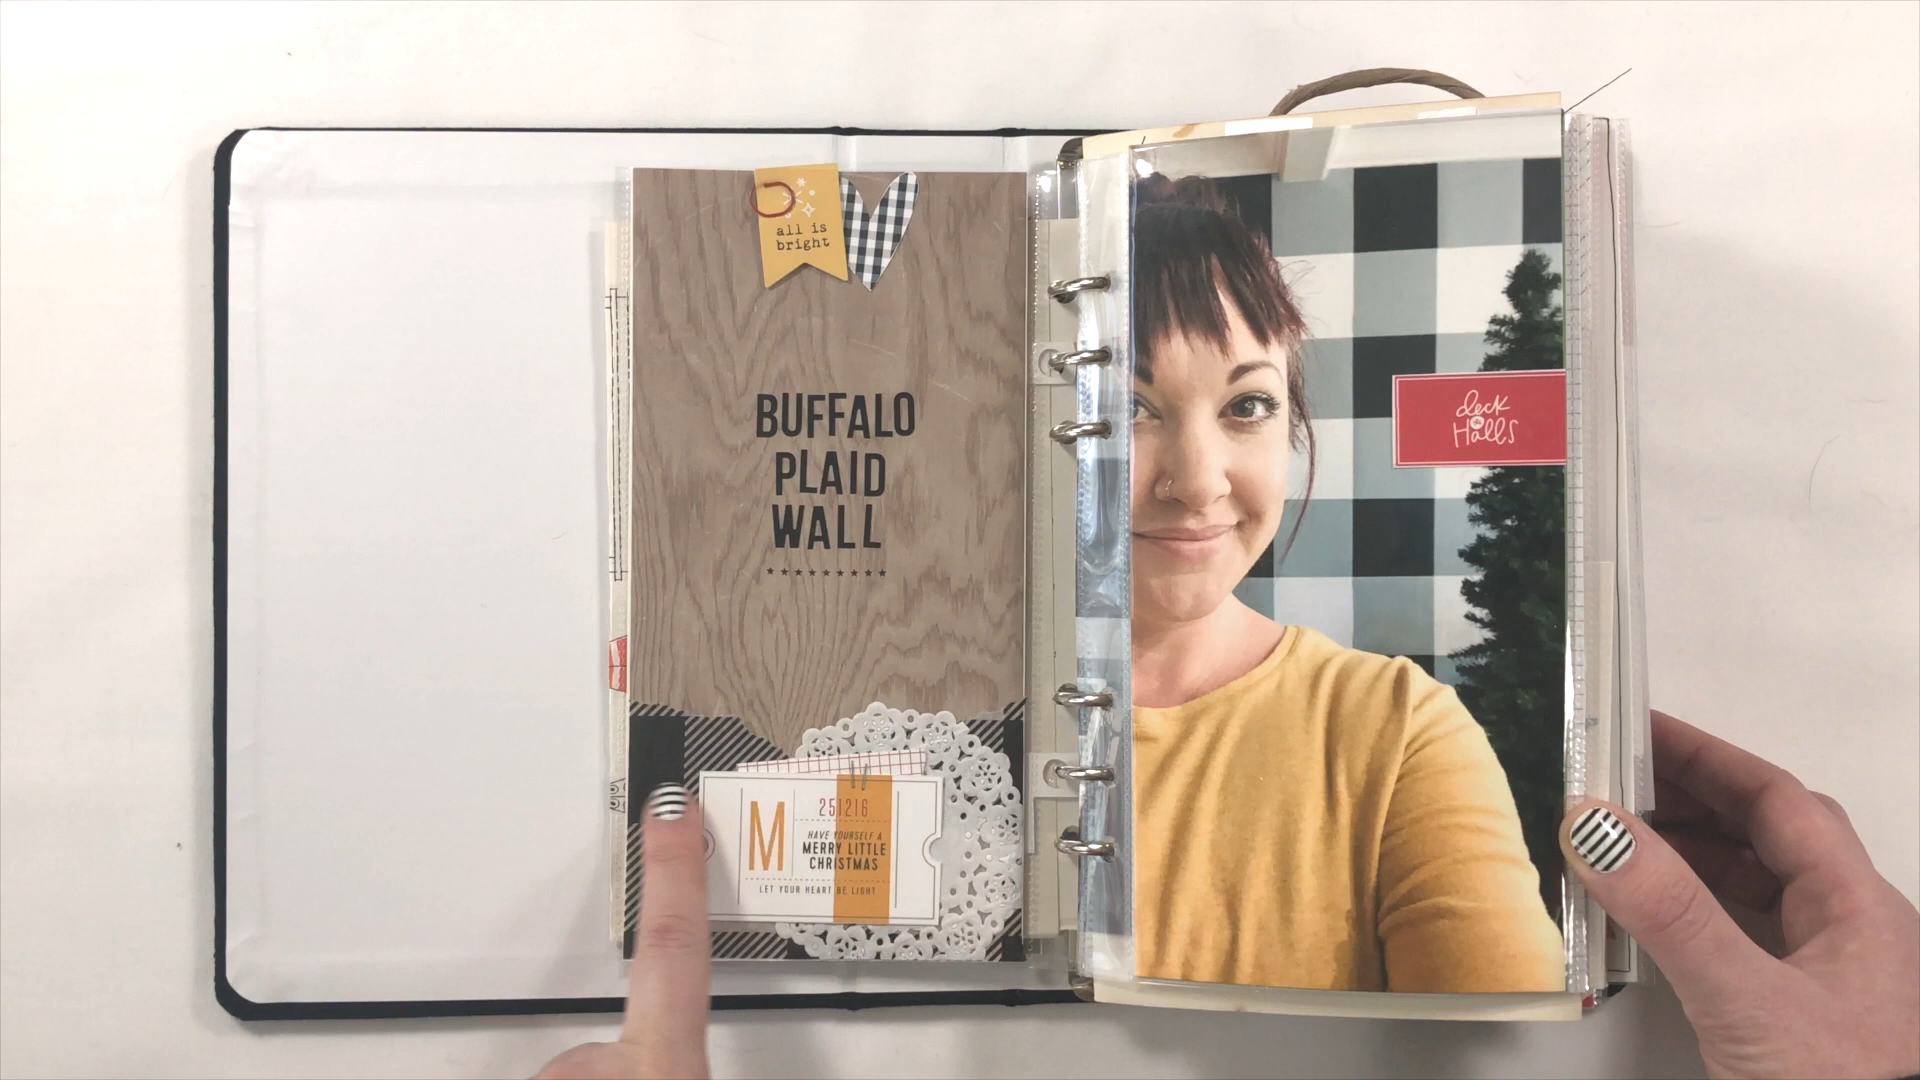 all is
bright
BUFFALO
PLAID
WALL
M
251216
HAVE YOURSELF A
MERRY LITTLE
CHRISTMAS
LET YOUR HEART BE LIGHT
deck
the
Halls